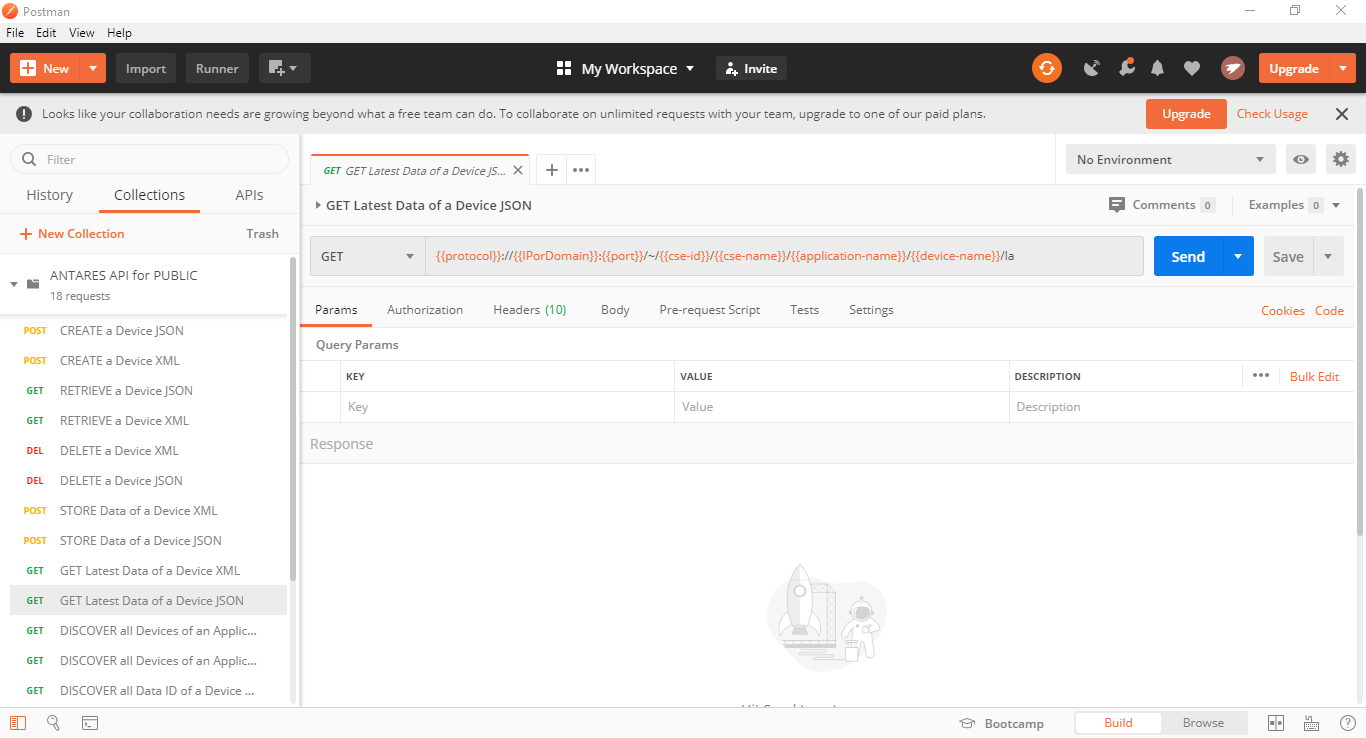 Postman
File Edit View Help
New Import Runner My Workspace Invite Upgrade
Looks like your collaboration needs are growing beyond what a free team can do. To collaborate on unlimited requests with your team, upgrade to one of our paid plans. Upgrade Check Usage
Filter
History Collections APIs
New Collection Trash
ANTARES API for PUBLIC
18 requests
POST CREATE a Device JSON
POST CREATE a Device XML
GET RETRIEVE a Device JSON
GET RETRIEVE a Device XML
DEL DELETE a Device XML
DEL DELETE a Device JSON
POST STORE Data of a Device XML
POST STORE Data of a Device JSON
GET GET Latest Data of a Device XML
GET GET Latest Data of a Device JSON
GET DISCOVER all Devices of an Applic...
GET DISCOVER all Devices of an Applic...
GET DISCOVER all Data ID of a Device ...
GET GET Latest Data of a Device JS...
No Environment
GET Latest Data of a Device JSON
Comments 0 Examples 0
GET {{protocol}}://{{IPorDomain}}:{{port}}/~/{{cse-id}}/{{cse-name}}/{{application-name}}/{{device-name}}/la Send Save
Params Authorization Headers (10) Body Pre-request Script Tests Settings Cookies Code
Query Params
KEY VALUE DESCRIPTION Bulk Edit
Key Value Description
Response
Bootcamp Build Browse